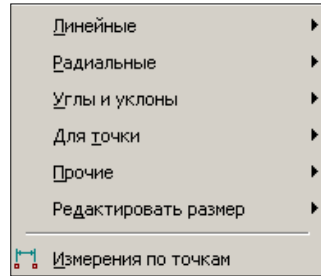 Линейные
Радиальные
Углы и уклоны
Для точки
Прочие
Редактировать размер
Измерения по точкам